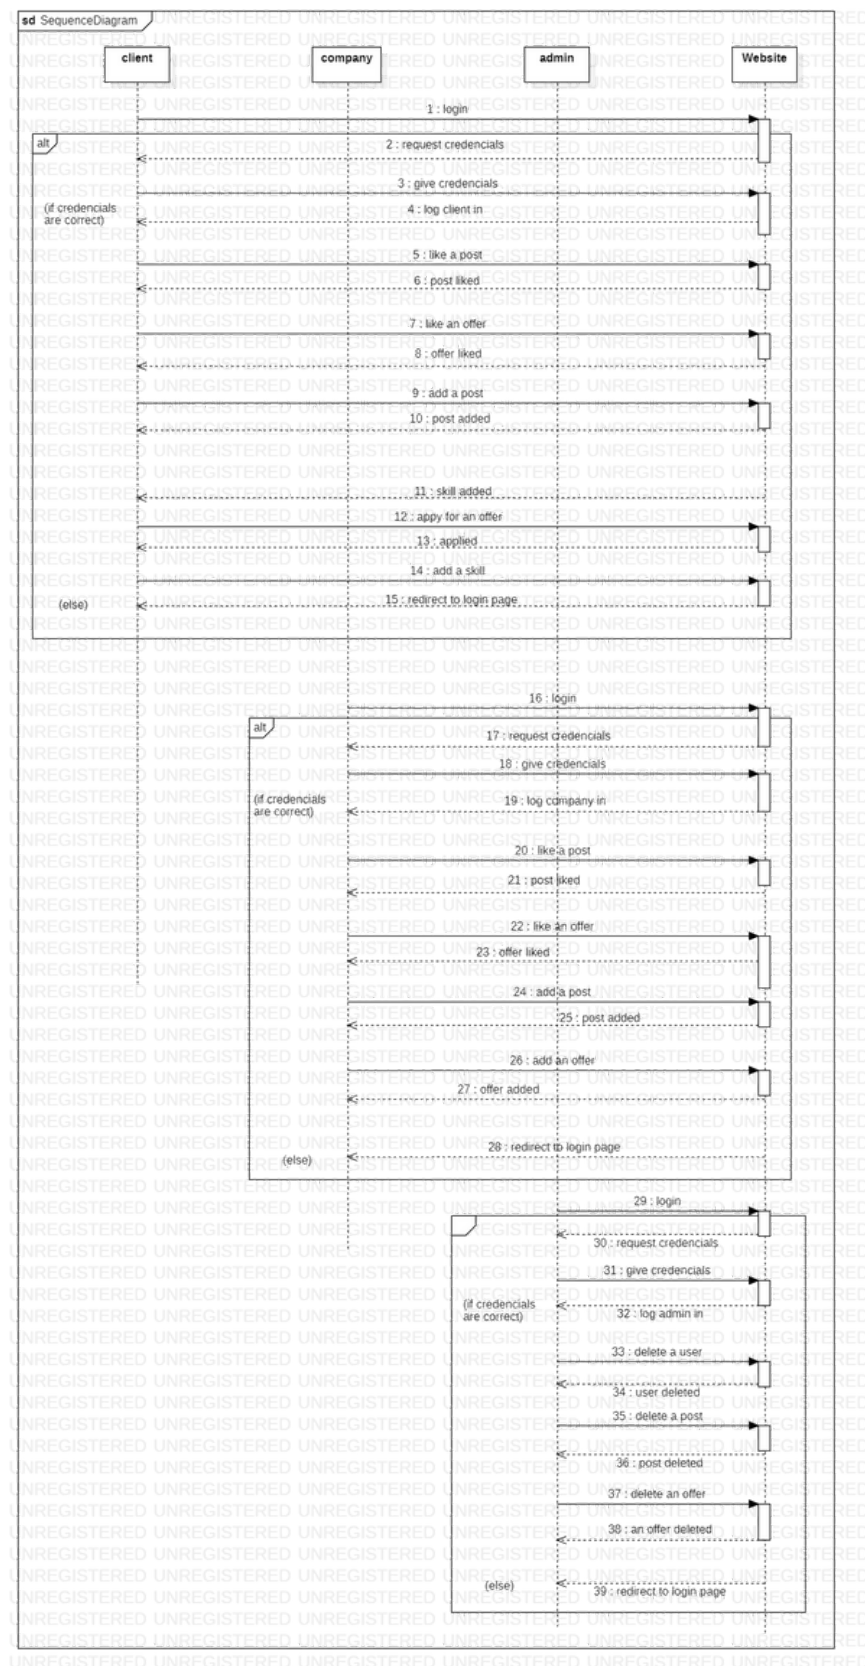 sd SequenceDiagram
client
company
admin
Website
1 : login
alt
2 : request credencials
3 : give credencials
(if credencials
are correct)
4 : log client in
5 : like a post
6 : post liked
7 : like an offer
8 : offer liked
9 : add a post
10 : post added
11 : skill added
12 : appy for an offer
13 : applied
14 : add a skill
(else)
15 : redirect to login page
16 : login
alt
17 : request credencials
18 : give credencials
(if credencials
are correct)
19 : log company in
20 : like a post
21 : post liked
22 : like an offer
23 : offer liked
24 : add a post
25 : post added
26 : add an offer
27 : offer added
28 : redirect to login page
(else)
29 : login
30 : request credencials
31 : give credencials
(if credencials
are correct)
32 : log admin in
33 : delete a user
34 : user deleted
35 : delete a post
36 : post deleted
37 : delete an offer
38 : an offer deleted
(else)
39 : redirect to login page
UNREGISTERED UNREGISTERED UNREGISTERED UNREGISTERED UNREGISTERED UNREGISTERED